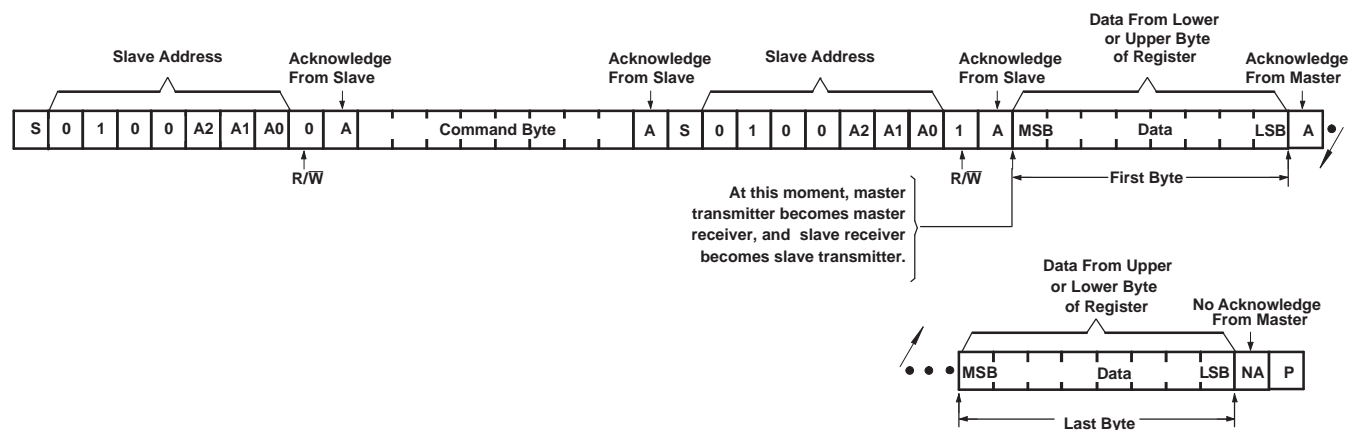 Slave Address
Acknowledge
From Slave
Acknowledge
From Slave
Slave Address
Acknowledge
From Slave
Data From Lower
or Upper Byte
of Register
Acknowledge
From Master
S 0 1 0 0 A2 A1 A0 0 A Command Byte A S 0 1 0 0 A2 A1 A0 1 A MSB Data LSB A
R/W̅
R/W̅
First Byte
At this moment, master
transmitter becomes master
receiver, and slave receiver
becomes slave transmitter.
Data From Upper
or Lower Byte
of Register
No Acknowledge
From Master
MSB Data LSB NA P
Last Byte